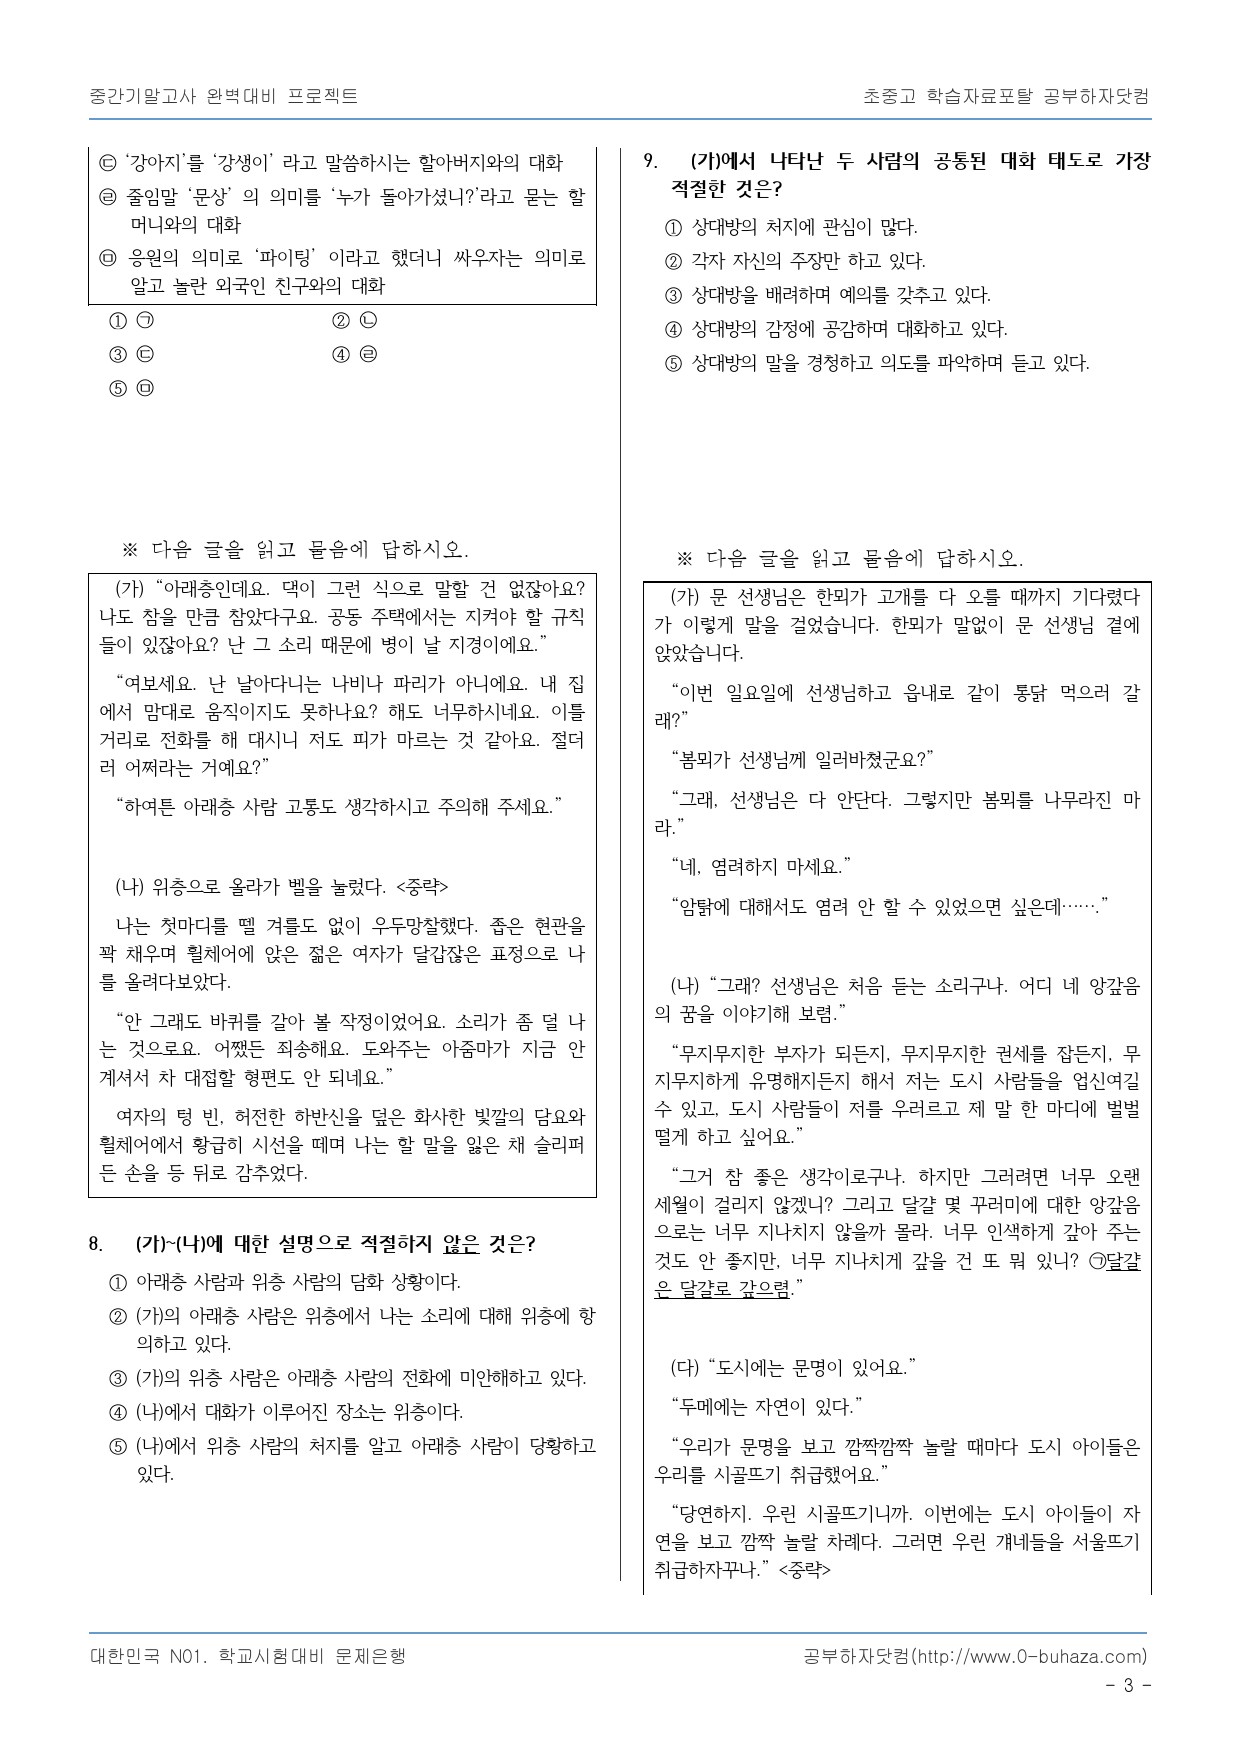 중간기말고사 완벽대비 프로젝트
초중고 학습자료포탈 공부하자닷컴
㉢ ‘강아지’를 ‘강생이’ 라고 말씀하시는 할아버지와의 대화
㉣ 줄임말 ‘문상’ 의 의미를 ‘누가 돌아가셨니?’라고 묻는 할
머니와의 대화
㉤ 응원의 의미로 ‘파이팅’ 이라고 했더니 싸우자는 의미로
알고 놀란 외국인 친구와의 대화
① ㉠ ② ㉡
③ ㉢ ④ ㉣
⑤ ㉤
※ 다음 글을 읽고 물음에 답하시오.
(가) “아래층인데요. 댁이 그런 식으로 말할 건 없잖아요?
나도 참을 만큼 참았다구요. 공동 주택에서는 지켜야 할 규칙
들이 있잖아요? 난 그 소리 때문에 병이 날 지경이에요.”
“여보세요. 난 날아다니는 나비나 파리가 아니에요. 내 집
에서 맘대로 움직이지도 못하나요? 해도 너무하시네요. 이틀
거리로 전화를 해 대시니 저도 피가 마르는 것 같아요. 절더
러 어쩌라는 거예요?”
“하여튼 아래층 사람 고통도 생각하시고 주의해 주세요.”
(나) 위층으로 올라가 벨을 눌렀다. <중략>
나는 첫마디를 뗄 겨를도 없이 우두망찰했다. 좁은 현관을
꽉 채우며 휠체어에 앉은 젊은 여자가 달갑잖은 표정으로 나
를 올려다보았다.
“안 그래도 바퀴를 갈아 볼 작정이었어요. 소리가 좀 덜 나
는 것으로요. 어쨌든 죄송해요. 도와주는 아줌마가 지금 안
계셔서 차 대접할 형편도 안 되네요.”
여자의 텅 빈, 허전한 하반신을 덮은 화사한 빛깔의 담요와
휠체어에서 황급히 시선을 떼며 나는 할 말을 잃은 채 슬리퍼
든 손을 등 뒤로 감추었다.
8. (가)~(나)에 대한 설명으로 적절하지 않은 것은?
① 아래층 사람과 위층 사람의 담화 상황이다.
② (가)의 아래층 사람은 위층에서 나는 소리에 대해 위층에 항
의하고 있다.
③ (가)의 위층 사람은 아래층 사람의 전화에 미안해하고 있다.
④ (나)에서 대화가 이루어진 장소는 위층이다.
⑤ (나)에서 위층 사람의 처지를 알고 아래층 사람이 당황하고
있다.
9. (가)에서 나타난 두 사람의 공통된 대화 태도로 가장
적절한 것은?
① 상대방의 처지에 관심이 많다.
② 각자 자신의 주장만 하고 있다.
③ 상대방을 배려하며 예의를 갖추고 있다.
④ 상대방의 감정에 공감하며 대화하고 있다.
⑤ 상대방의 말을 경청하고 의도를 파악하며 듣고 있다.
※ 다음 글을 읽고 물음에 답하시오.
(가) 문 선생님은 한뫼가 고개를 다 오를 때까지 기다렸다
가 이렇게 말을 걸었습니다. 한뫼가 말없이 문 선생님 곁에
앉았습니다.
“이번 일요일에 선생님하고 읍내로 같이 통닭 먹으러 갈
래?”
“봄뫼가 선생님께 일러바쳤군요?”
“그래, 선생님은 다 안단다. 그렇지만 봄뫼를 나무라진 마
라.”
“네, 염려하지 마세요.”
“암탉에 대해서도 염려 안 할 수 있었으면 싶은데…….”
(나) “그래? 선생님은 처음 듣는 소리구나. 어디 네 앙갚음
의 꿈을 이야기해 보렴.”
“무지무지한 부자가 되든지, 무지무지한 권세를 잡든지, 무
지무지하게 유명해지든지 해서 저는 도시 사람들을 업신여길
수 있고, 도시 사람들이 저를 우러르고 제 말 한 마디에 벌벌
떨게 하고 싶어요.”
“그거 참 좋은 생각이로구나. 하지만 그러려면 너무 오랜
세월이 걸리지 않겠니? 그리고 달걀 몇 꾸러미에 대한 앙갚음
으로는 너무 지나치지 않을까 몰라. 너무 인색하게 갚아 주는
것도 안 좋지만, 너무 지나치게 갚을 건 또 뭐 있니? ㉠달걀
은 달걀로 갚으렴.”
(다) “도시에는 문명이 있어요.”
“두메에는 자연이 있다.”
“우리가 문명을 보고 깜짝깜짝 놀랄 때마다 도시 아이들은
우리를 시골뜨기 취급했어요.”
“당연하지. 우린 시골뜨기니까. 이번에는 도시 아이들이 자
연을 보고 깜짝 놀랄 차례다. 그러면 우린 걔네들을 서울뜨기
취급하자꾸나.” <중략>
대한민국 N01. 학교시험대비 문제은행
공부하자닷컴(http://www.0-buhaza.com)
- 3 -